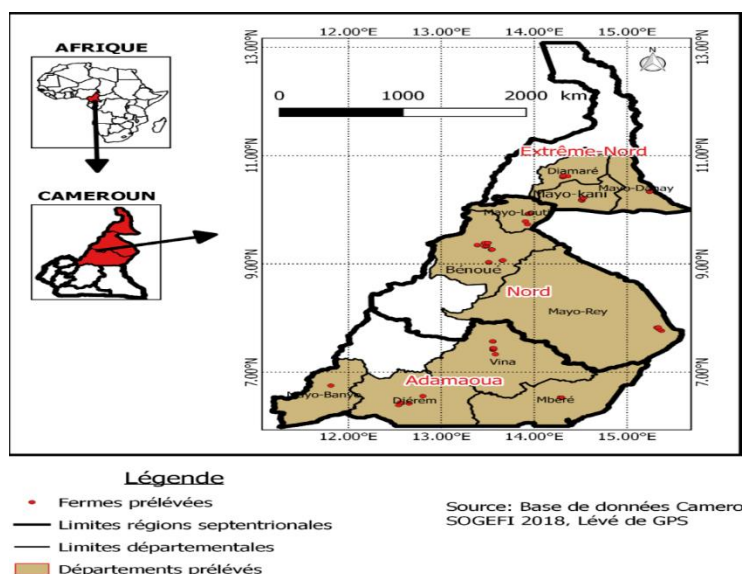 AFRIQUE
CAMEROUN
12.00°E 13.00°E 14.00°E 15.00°E
13.00°N 13.00°N
N
0 1000 2000 km
11.00°N 11.00°N
Extrême-Nord
Diamaré
Mayo-kani
Mayo-Danay
Mayo-Louti
9.00°N 9.00°N
Bénoué
Nord
Mayo-Rey
7.00°N 7.00°N
Vina
Adamaoua
Mayo-Banyo
Djérem
Mbéré
12.00°E 13.00°E 14.00°E 15.00°E
Légende
Fermes prélévées
Limites régions septentrionales
Limites départementales
Départements prélévés
Source: Base de données Camero
SOGEFI 2018, Lévé de GPS